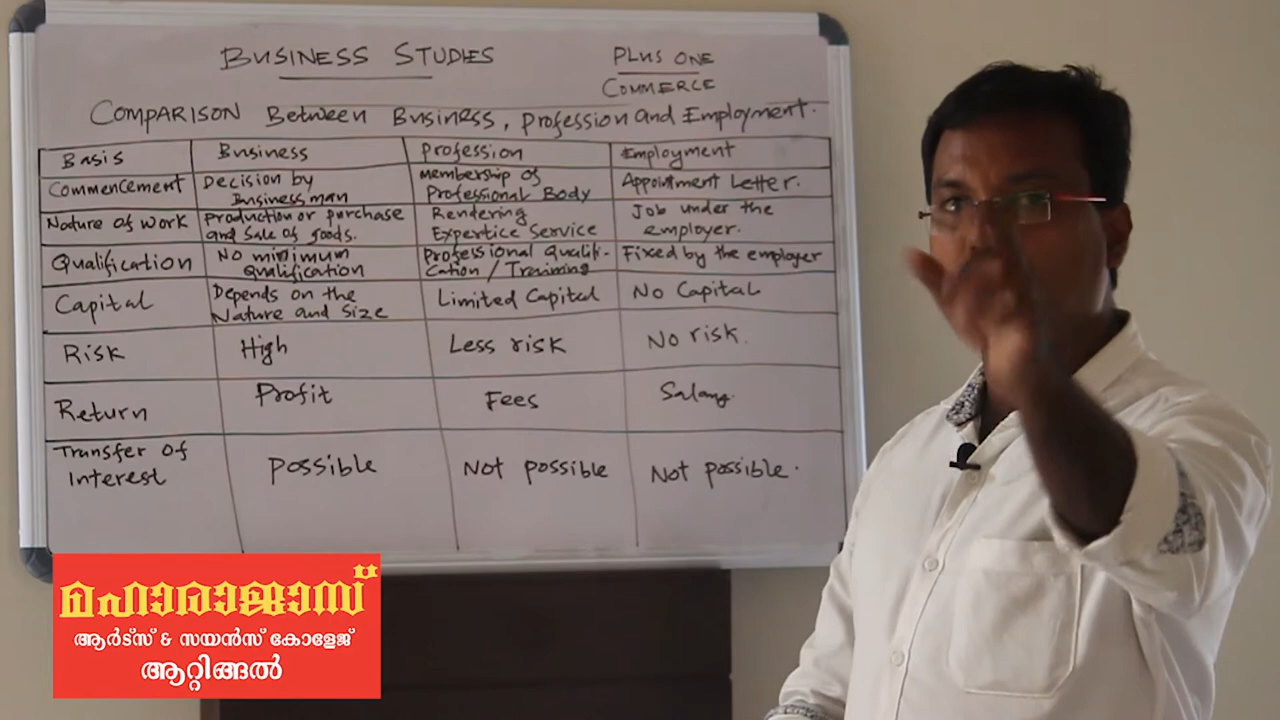 BUSINESS STUDIES
PLUS ONE
COMMERCE
COMPARISON Between Business, Profession and Employment.
Basis
Business
Profession
Employment
Commencement
Decision by
Businessman
Membership of
Professional Body
Appointment Letter.
Nature of work
Production or purchase
and sale of goods.
Rendering
Expertice Service
Job under the
employer.
Qualification
No minimum
Qualification
Professional Qualifi-
cation / Training
Fixed by the employer
Capital
Depends on the
Nature and Size
Limited Capital
No Capital
Risk
High
Less risk
No risk.
Return
Profit
Fees
Salary.
Transfer of
Interest
Possible
Not possible
Not possible.
മഹാരാജാസ്
ആർട്സ് & സയൻസ് കോളേജ്
ആറ്റിങ്ങൽ